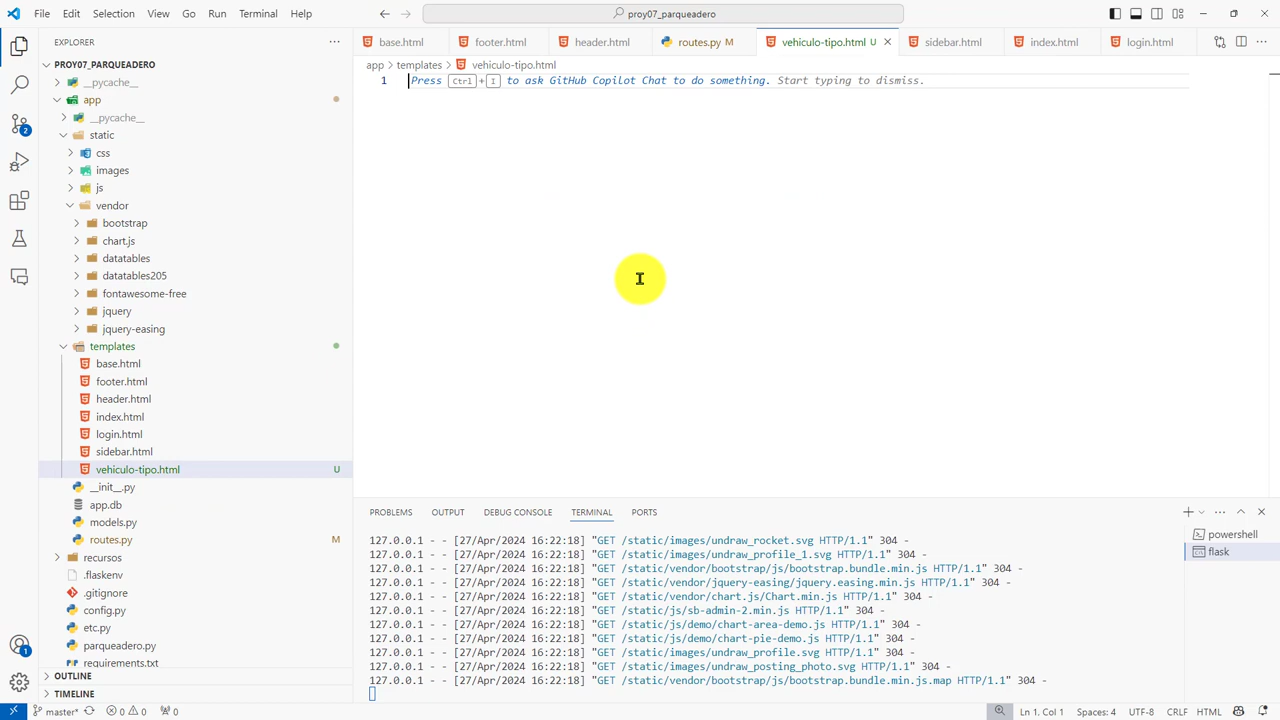 File Edit Selection View Go Run Terminal Help
proy07_parqueadero
EXPLORER
base.html footer.html header.html routes.py M vehiculo-tipo.html U sidebar.html index.html login.html
app > templates > vehiculo-tipo.html
1 Press Ctrl + I to ask GitHub Copilot Chat to do something. Start typing to dismiss.
PROY07_PARQUEADERO
__pycache__
app
__pycache__
static
css
images
js
vendor
bootstrap
chart.js
datatables
datatables205
fontawesome-free
jquery
jquery-easing
templates
base.html
footer.html
header.html
index.html
login.html
sidebar.html
vehiculo-tipo.html U
__init__.py
app.db
models.py
routes.py M
recursos
.flaskenv
.gitignore
config.py
etc.py
parqueadero.py
requirements.txt
OUTLINE
TIMELINE
PROBLEMS OUTPUT DEBUG CONSOLE TERMINAL PORTS
powershell
flask
127.0.0.1 - - [27/Apr/2024 16:22:18] "GET /static/images/undraw_rocket.svg HTTP/1.1" 304 -
127.0.0.1 - - [27/Apr/2024 16:22:18] "GET /static/images/undraw_profile_1.svg HTTP/1.1" 304 -
127.0.0.1 - - [27/Apr/2024 16:22:18] "GET /static/vendor/bootstrap/js/bootstrap.bundle.min.js HTTP/1.1" 304 -
127.0.0.1 - - [27/Apr/2024 16:22:18] "GET /static/vendor/jquery-easing/jquery.easing.min.js HTTP/1.1" 304 -
127.0.0.1 - - [27/Apr/2024 16:22:18] "GET /static/vendor/chart.js/Chart.min.js HTTP/1.1" 304 -
127.0.0.1 - - [27/Apr/2024 16:22:18] "GET /static/js/sb-admin-2.min.js HTTP/1.1" 304 -
127.0.0.1 - - [27/Apr/2024 16:22:18] "GET /static/js/demo/chart-area-demo.js HTTP/1.1" 304 -
127.0.0.1 - - [27/Apr/2024 16:22:18] "GET /static/js/demo/chart-pie-demo.js HTTP/1.1" 304 -
127.0.0.1 - - [27/Apr/2024 16:22:18] "GET /static/images/undraw_profile.svg HTTP/1.1" 304 -
127.0.0.1 - - [27/Apr/2024 16:22:18] "GET /static/images/undraw_posting_photo.svg HTTP/1.1" 304 -
127.0.0.1 - - [27/Apr/2024 16:22:18] "GET /static/vendor/bootstrap/js/bootstrap.bundle.min.js.map HTTP/1.1" 304 -
2
1
master* 0 0 0 Ln 1, Col 1 Spaces: 4 UTF-8 CRLF HTML